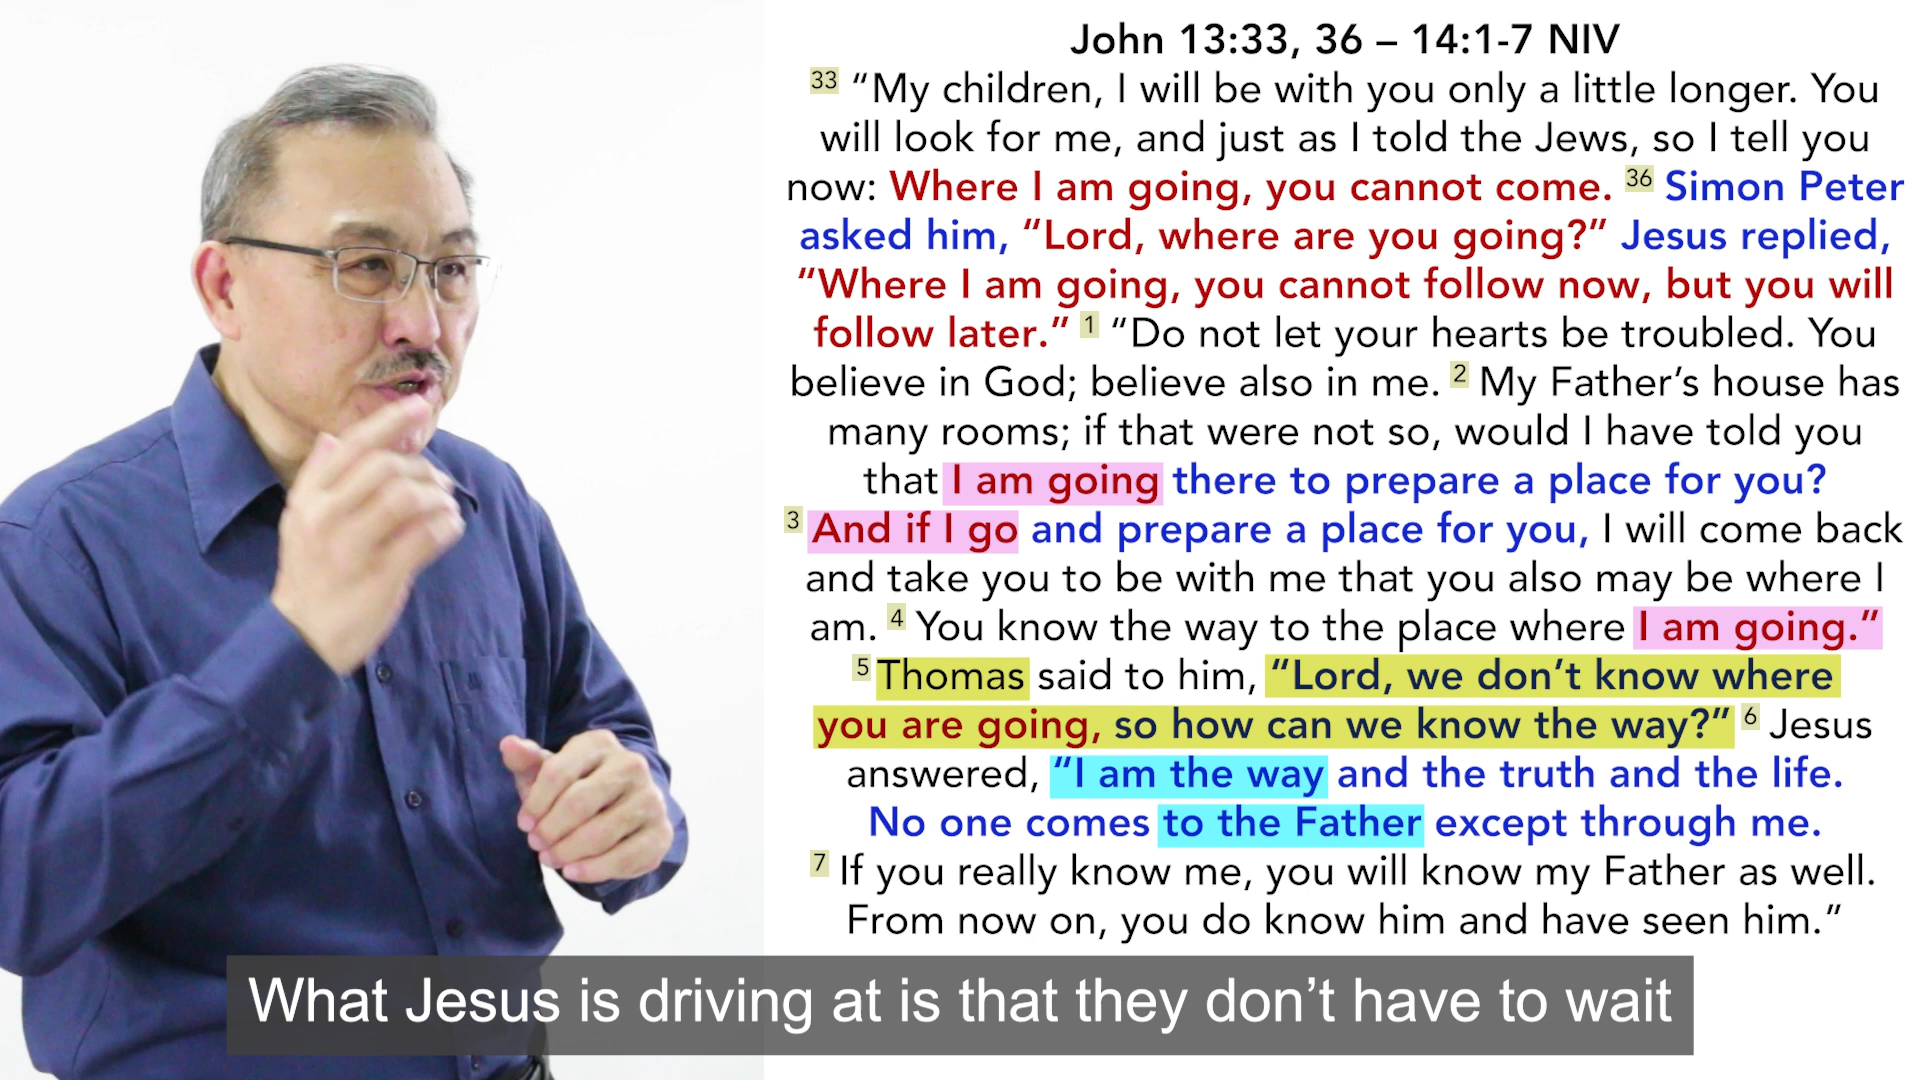 John 13:33, 36 – 14:1-7 NIV
33 “My children, I will be with you only a little longer. You
will look for me, and just as I told the Jews, so I tell you
now: Where I am going, you cannot come. 36 Simon Peter
asked him, “Lord, where are you going?” Jesus replied,
“Where I am going, you cannot follow now, but you will
follow later.” 1 “Do not let your hearts be troubled. You
believe in God; believe also in me. 2 My Father’s house has
many rooms; if that were not so, would I have told you
that I am going there to prepare a place for you?
3 And if I go and prepare a place for you, I will come back
and take you to be with me that you also may be where I
am. 4 You know the way to the place where I am going.”
5 Thomas said to him, “Lord, we don’t know where
you are going, so how can we know the way?” 6 Jesus
answered, “I am the way and the truth and the life.
No one comes to the Father except through me.
7 If you really know me, you will know my Father as well.
From now on, you do know him and have seen him.”
What Jesus is driving at is that they don’t have to wait